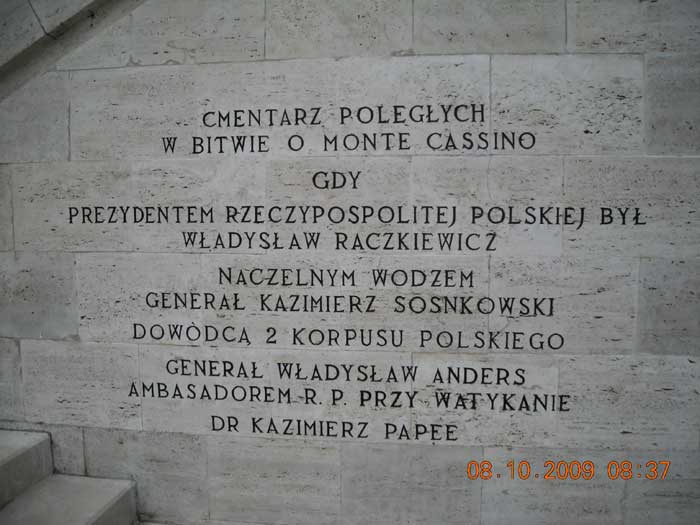 CMENTARZ POLEGŁYCH
W BITWIE O MONTE CASSINO
GDY
PREZYDENTEM RZECZYPOSPOLITEJ POLSKIEJ BYŁ
WŁADYSŁAW RACZKIEWICZ
NACZELNYM WODZEM
GENERAŁ KAZIMIERZ SOSNKOWSKI
DOWÓDCĄ 2 KORPUSU POLSKIEGO
GENERAŁ WŁADYSŁAW ANDERS
AMBASADOREM R. P. PRZY WATYKANIE
DR KAZIMIERZ PAPEE
08.10.2009 08:37